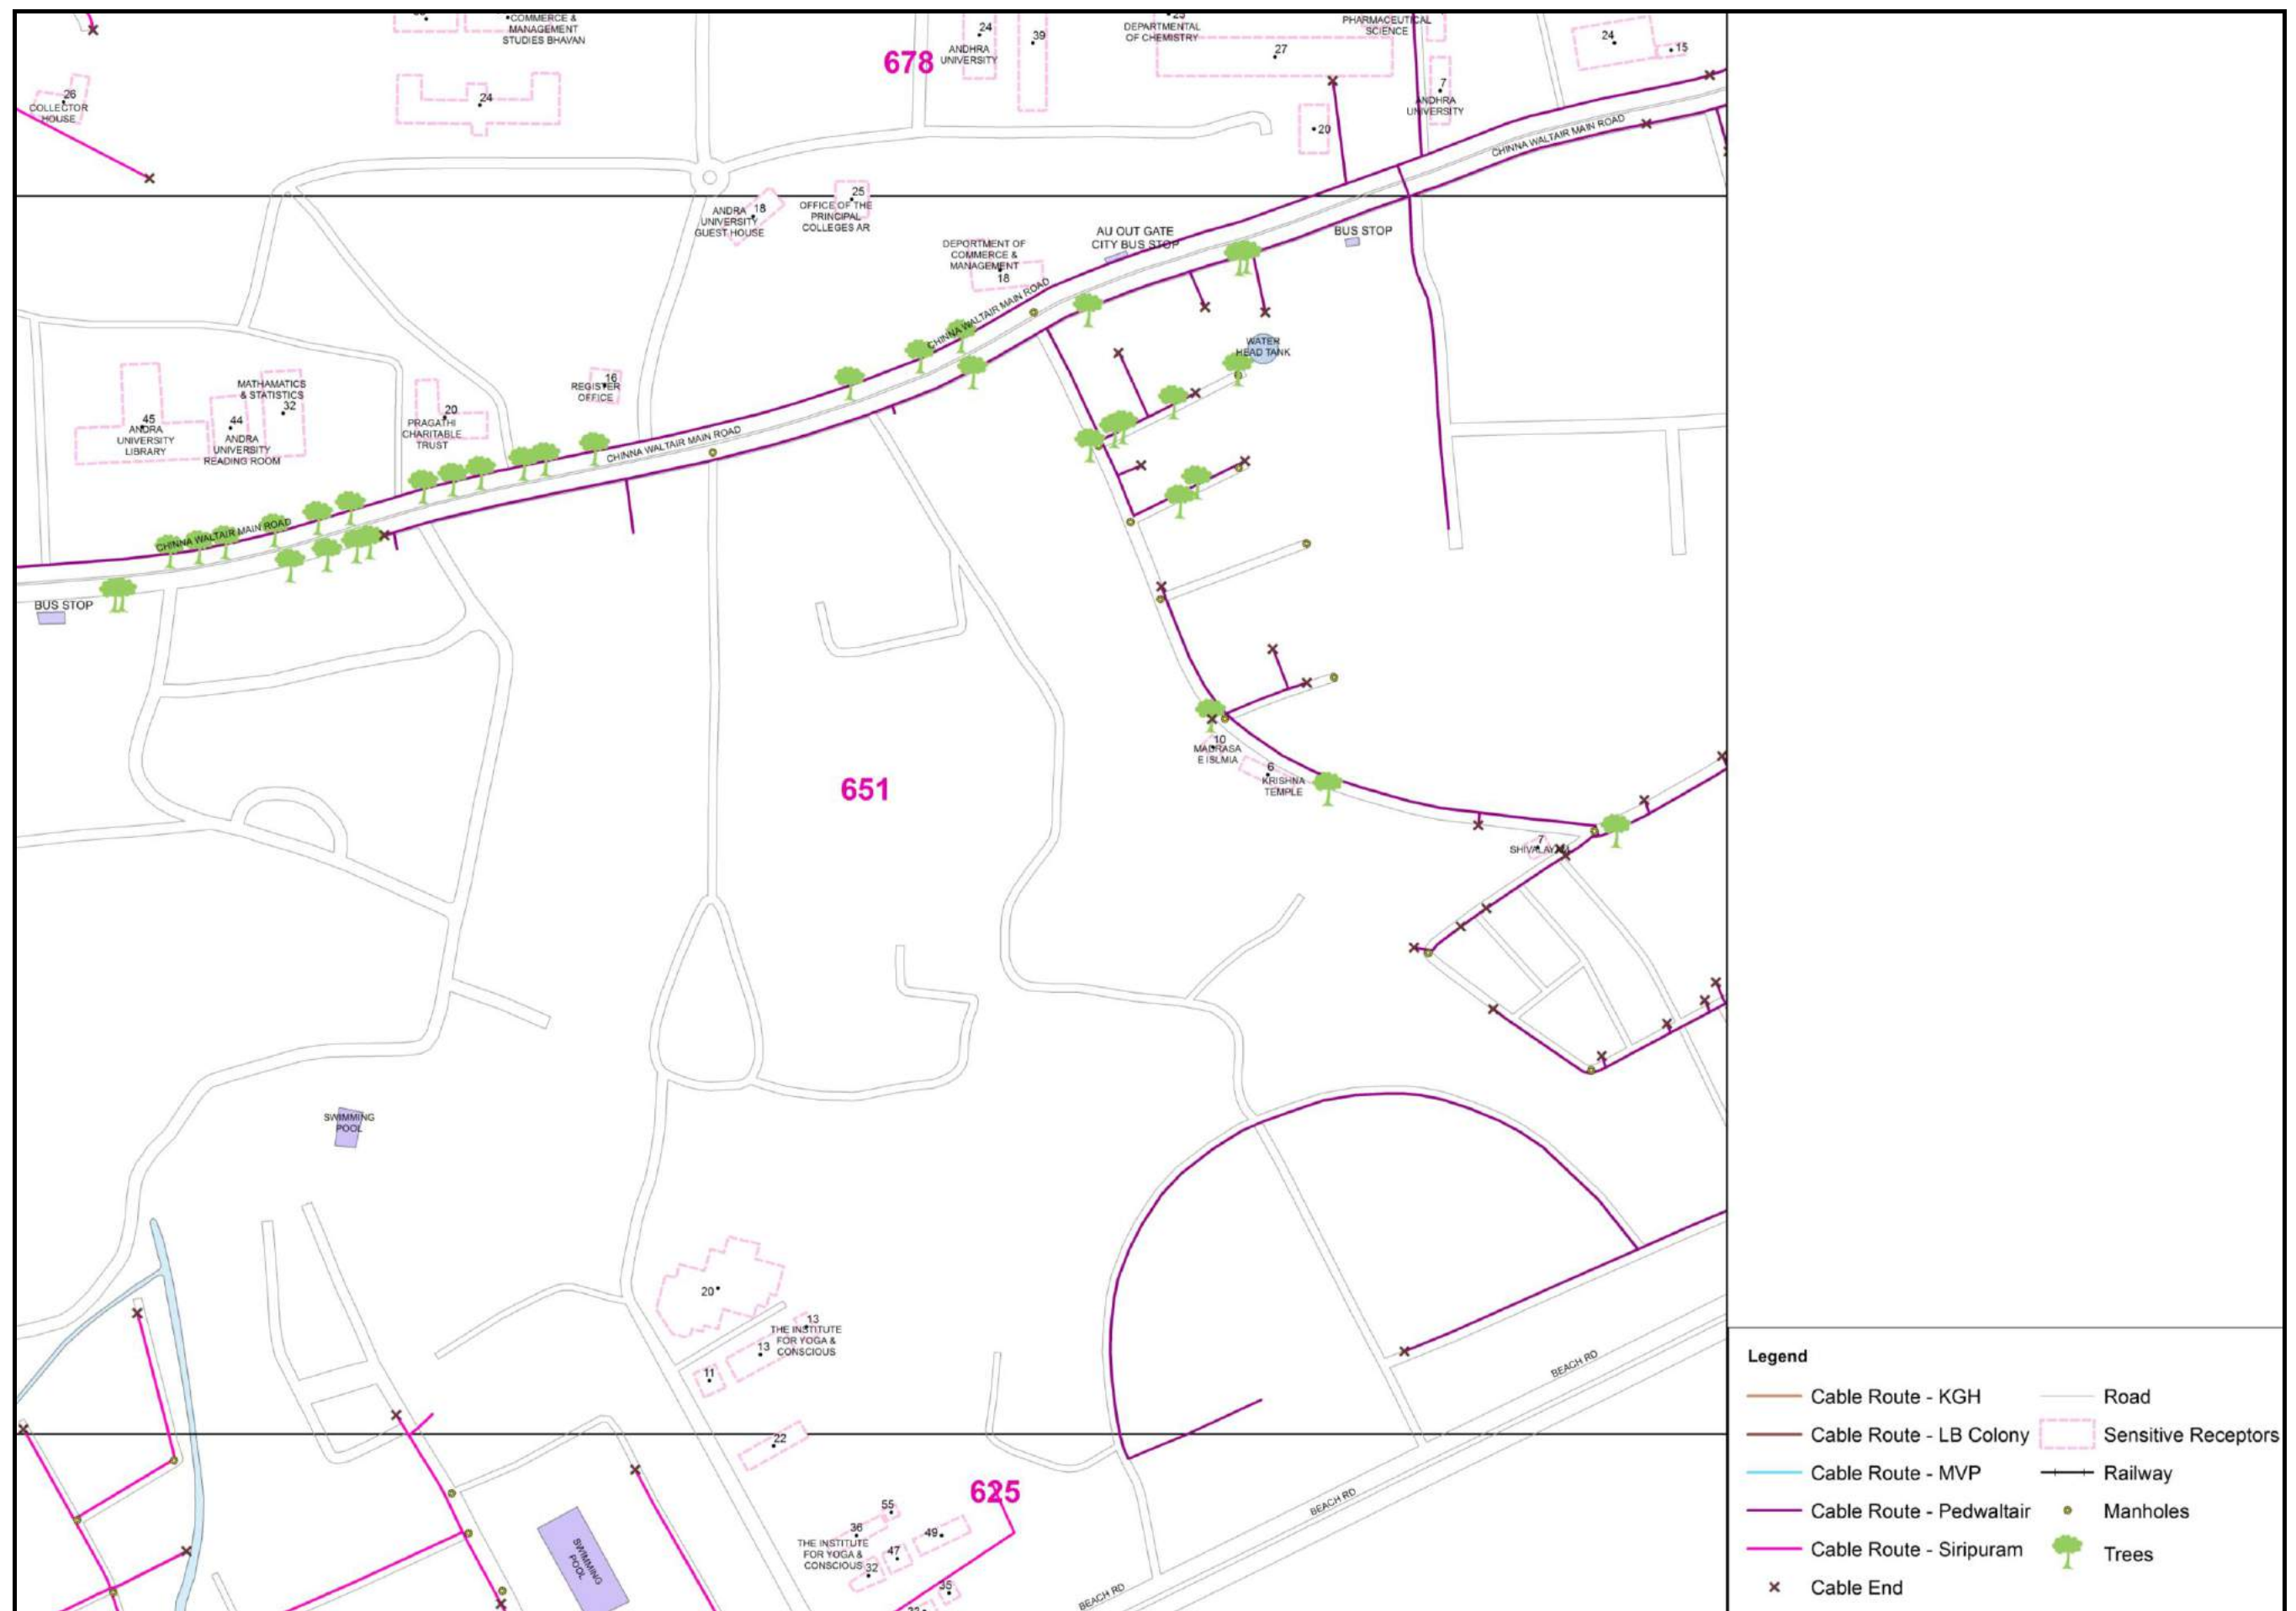 COMMERCE &
MANAGEMENT
STUDIES BHAVAN
678
24
ANDHRA
UNIVERSITY
39
DEPARTMENTAL
OF CHEMISTRY
27
PHARMACEUTICAL
SCIENCE
24
15
26
COLLECTOR
HOUSE
24
7
ANDHRA
UNIVERSITY
20
CHINNA WALTAIR MAIN ROAD
ANDRA 18
UNIVERSITY
GUEST HOUSE
25
OFFICE OF THE
PRINCIPAL
COLLEGES AR
DEPORTMENT OF
COMMERCE &
MANAGEMENT
18
AU OUT GATE
CITY BUS STOP
BUS STOP
CHINNA WALTAIR MAIN ROAD
WATER
HEAD TANK
MATHAMATICS
& STATISTICS
32
45
ANDRA
UNIVERSITY
LIBRARY
44
ANDRA
UNIVERSITY
READING ROOM
20
PRAGATHI
CHARITABLE
TRUST
16
REGISTER
OFFICE
CHINNA WALTAIR MAIN ROAD
CHINNA WALTAIR MAIN ROAD
BUS STOP
10
MADRASA
E ISLMIA
6
KRISHNA
TEMPLE
651
7
SWIMMING
POOL
20
13
THE INSTITUTE
FOR YOGA &
CONSCIOUS
13
11
22
BEACH RD
BEACH RD
BEACH RD
625
55
36
49
THE INSTITUTE
FOR YOGA &
CONSCIOUS
47
32
35
SWIMMING
POOL
Legend
Cable Route - KGH
Cable Route - LB Colony
Cable Route - MVP
Cable Route - Pedwaltair
Cable Route - Siripuram
Cable End
Road
Sensitive Receptors
Railway
Manholes
Trees